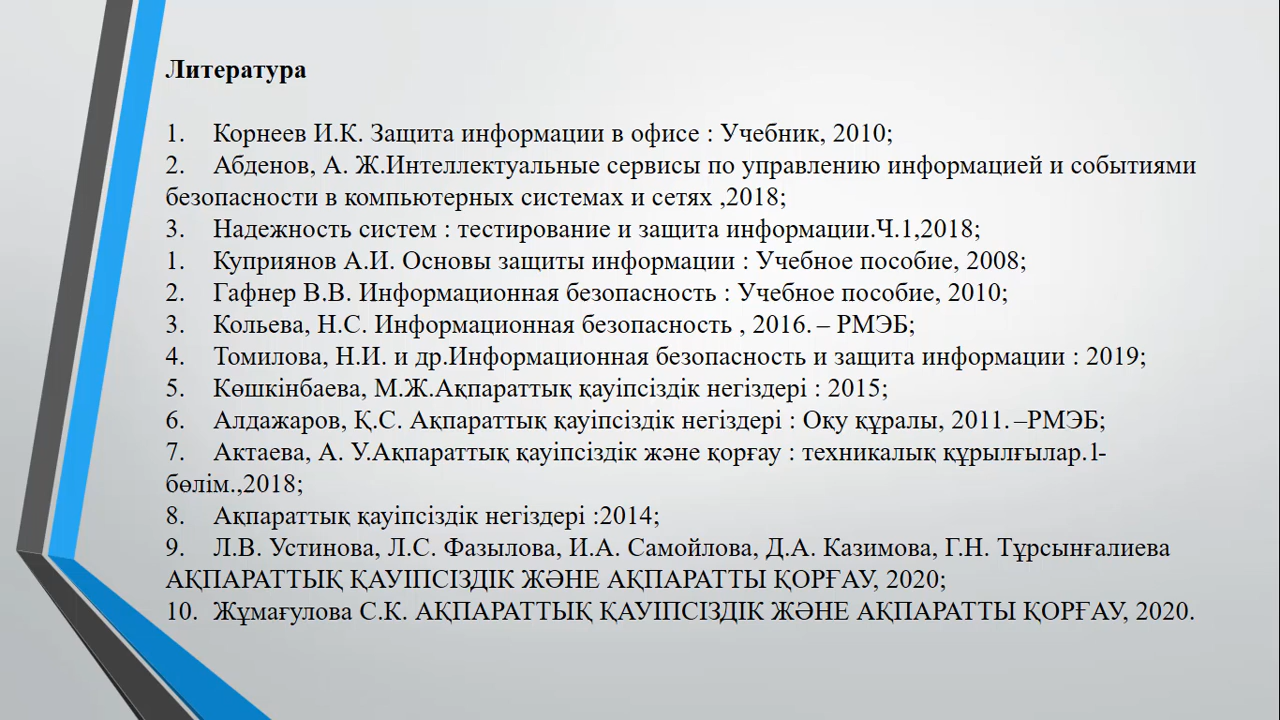 Литература
1. Корнеев И.К. Защита информации в офисе : Учебник, 2010;
2. Абденов, А. Ж.Интеллектуальные сервисы по управлению информацией и событиями
безопасности в компьютерных системах и сетях ,2018;
3. Надежность систем : тестирование и защита информации.Ч.1,2018;
1. Куприянов А.И. Основы защиты информации : Учебное пособие, 2008;
2. Гафнер В.В. Информационная безопасность : Учебное пособие, 2010;
3. Кольева, Н.С. Информационная безопасность , 2016. – РМЭБ;
4. Томилова, Н.И. и др.Информационная безопасность и защита информации : 2019;
5. Көшкінбаева, М.Ж.Ақпараттық қауіпсіздік негіздері : 2015;
6. Алдажаров, Қ.С. Ақпараттық қауіпсіздік негіздері : Оқу құралы, 2011. –РМЭБ;
7. Актаева, А. У.Ақпараттық қауіпсіздік және қорғау : техникалық құрылғылар.1-
бөлім.,2018;
8. Ақпараттық қауіпсіздік негіздері :2014;
9. Л.В. Устинова, Л.С. Фазылова, И.А. Самойлова, Д.А. Казимова, Г.Н. Тұрсынғалиева
АҚПАРАТТЫҚ ҚАУІПСІЗДІК ЖӘНЕ АҚПАРАТТЫ ҚОРҒАУ, 2020;
10. Жұмағулова С.К. АҚПАРАТТЫҚ ҚАУІПСІЗДІК ЖӘНЕ АҚПАРАТТЫ ҚОРҒАУ, 2020.